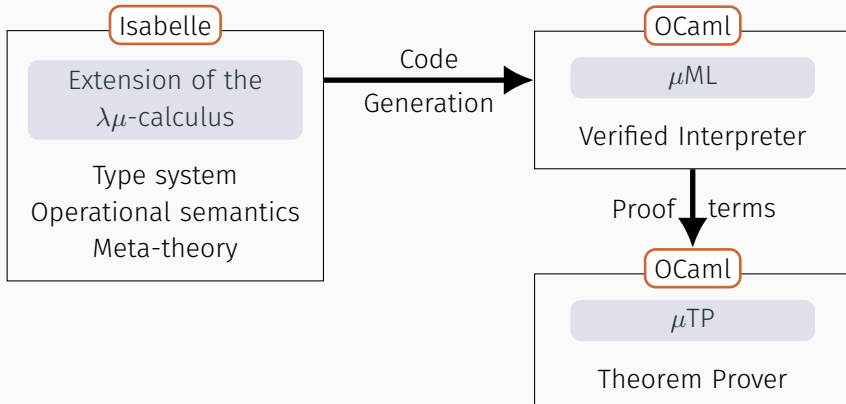 Isabelle
Extension of the
λμ-calculus
Type system
Operational semantics
Meta-theory
Code
Generation
OCaml
μML
Verified Interpreter
Proof terms
OCaml
μTP
Theorem Prover